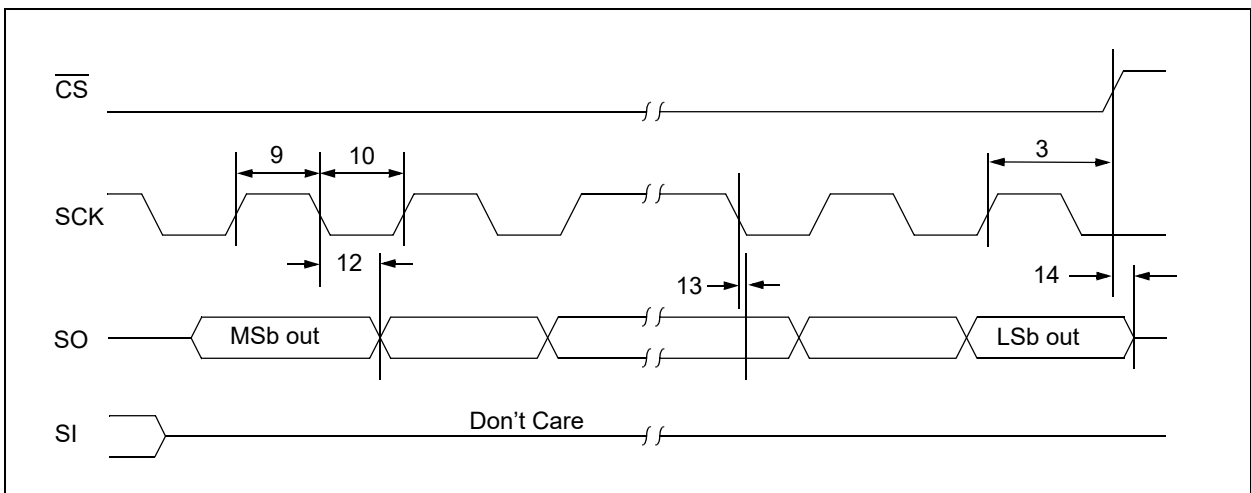 CS
3
9
10
SCK
12
13
14
SO
MSb out
LSb out
SI
Don't Care